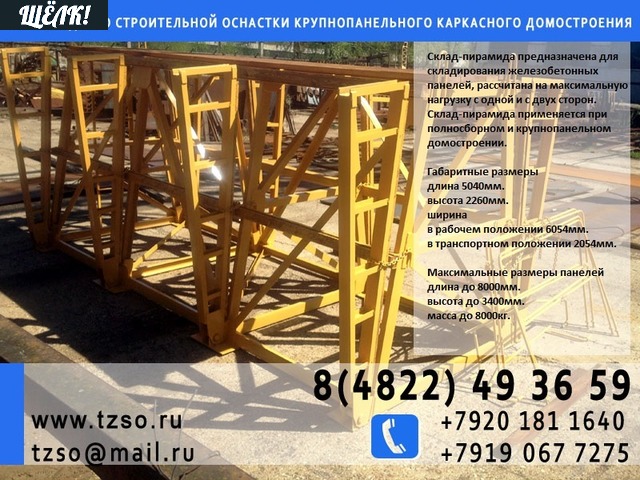 ЩЁЛК!
О СТРОИТЕЛЬНОЙ ОСНАСТКИ КРУПНОПАНЕЛЬНОГО КАРКАСНОГО ДОМОСТРОЕНИЯ
Склад-пирамида предназначена для
складирования железобетонных
панелей, рассчитана на максимальную
нагрузку с одной и с двух сторон.
Склад-пирамида применяется при
полносборном и крупнопанельном
домостроении.
Габаритные размеры
длина 5040мм.
высота 2260мм.
ширина
в рабочем положении 6054мм.
в транспортном положении 2054мм.
Максимальные размеры панелей
длина до 8000мм.
высота до 3400мм.
масса до 8000кг.
8(4822) 49 36 59
www.tzso.ru
+7920 181 1640
tzso@mail.ru
+7919 067 7275